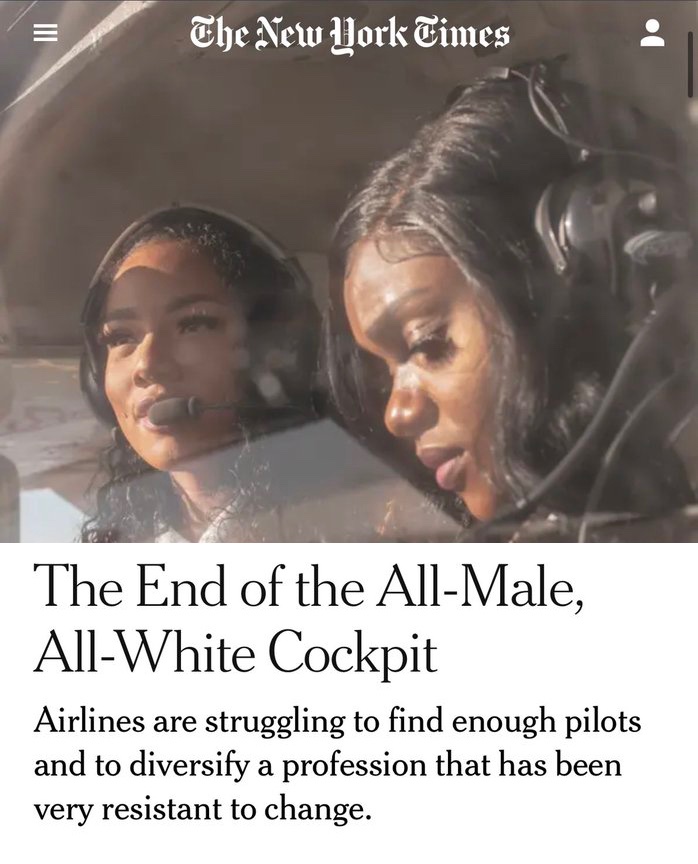 The New York Times
The End of the All-Male,
All-White Cockpit
Airlines are struggling to find enough pilots
and to diversify a profession that has been
very resistant to change.